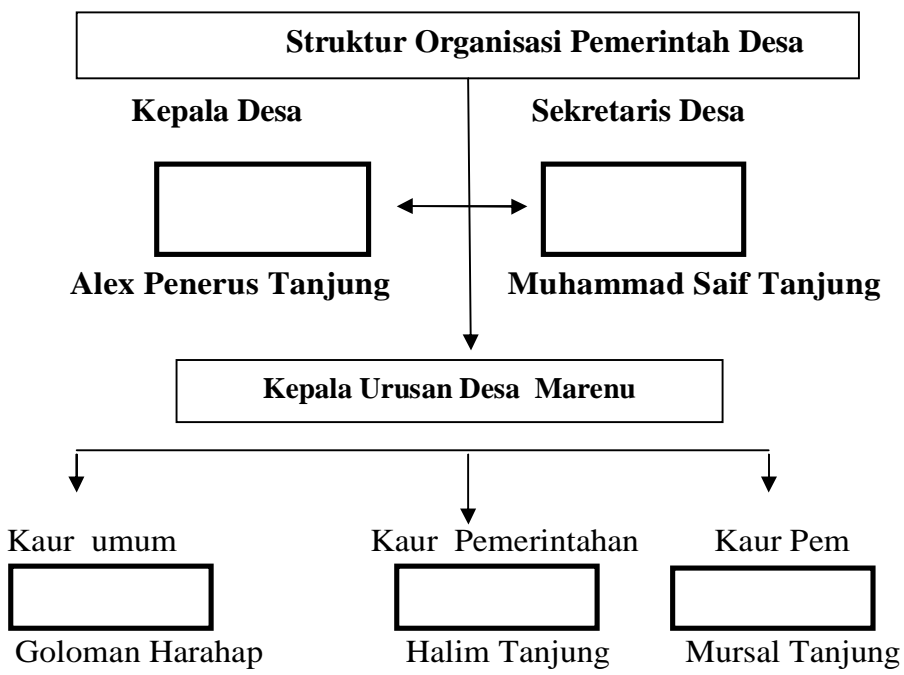 Struktur Organisasi Pemerintah Desa
Kepala Desa Sekretaris Desa
Alex Penerus Tanjung Muhammad Saif Tanjung
Kepala Urusan Desa Marenu
Kaur umum Kaur Pemerintahan Kaur Pem
Goloman Harahap Halim Tanjung Mursal Tanjung